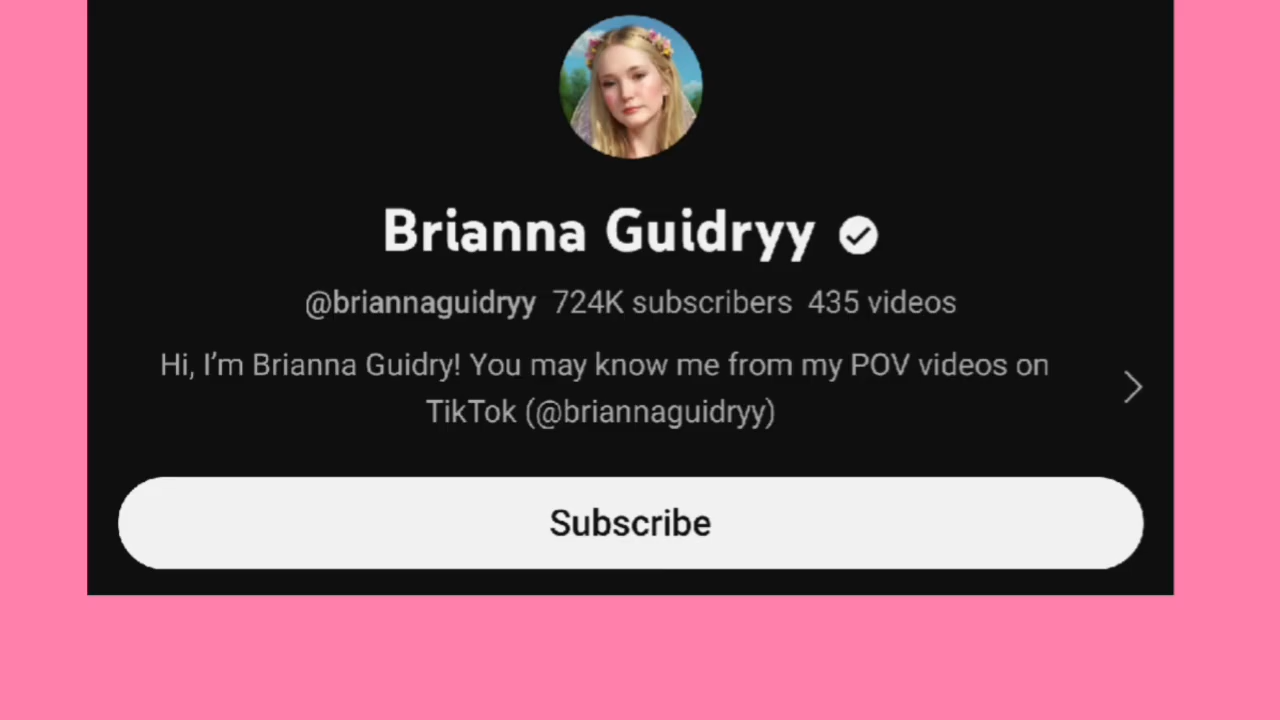 Brianna Guidryy
@briannaguidryy 724K subscribers 435 videos
Hi, I’m Brianna Guidry! You may know me from my POV videos on
TikTok (@briannaguidryy)
Subscribe